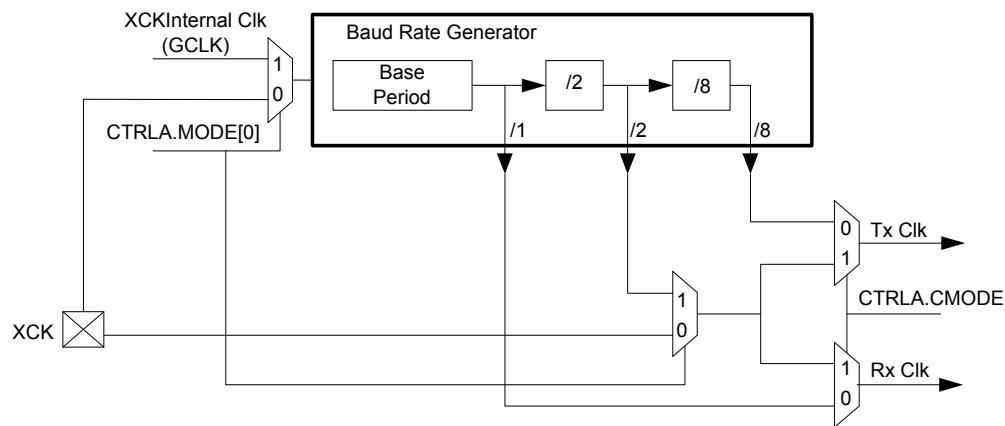 XCKInternal Clk
(GCLK)
Baud Rate Generator
1
0
Base
Period
/2
/8
CTRLA.MODE[0]
/1
/2
/8
0
Tx Clk
1
1
0
CTRLA.CMODE
XCK
1
Rx Clk
0